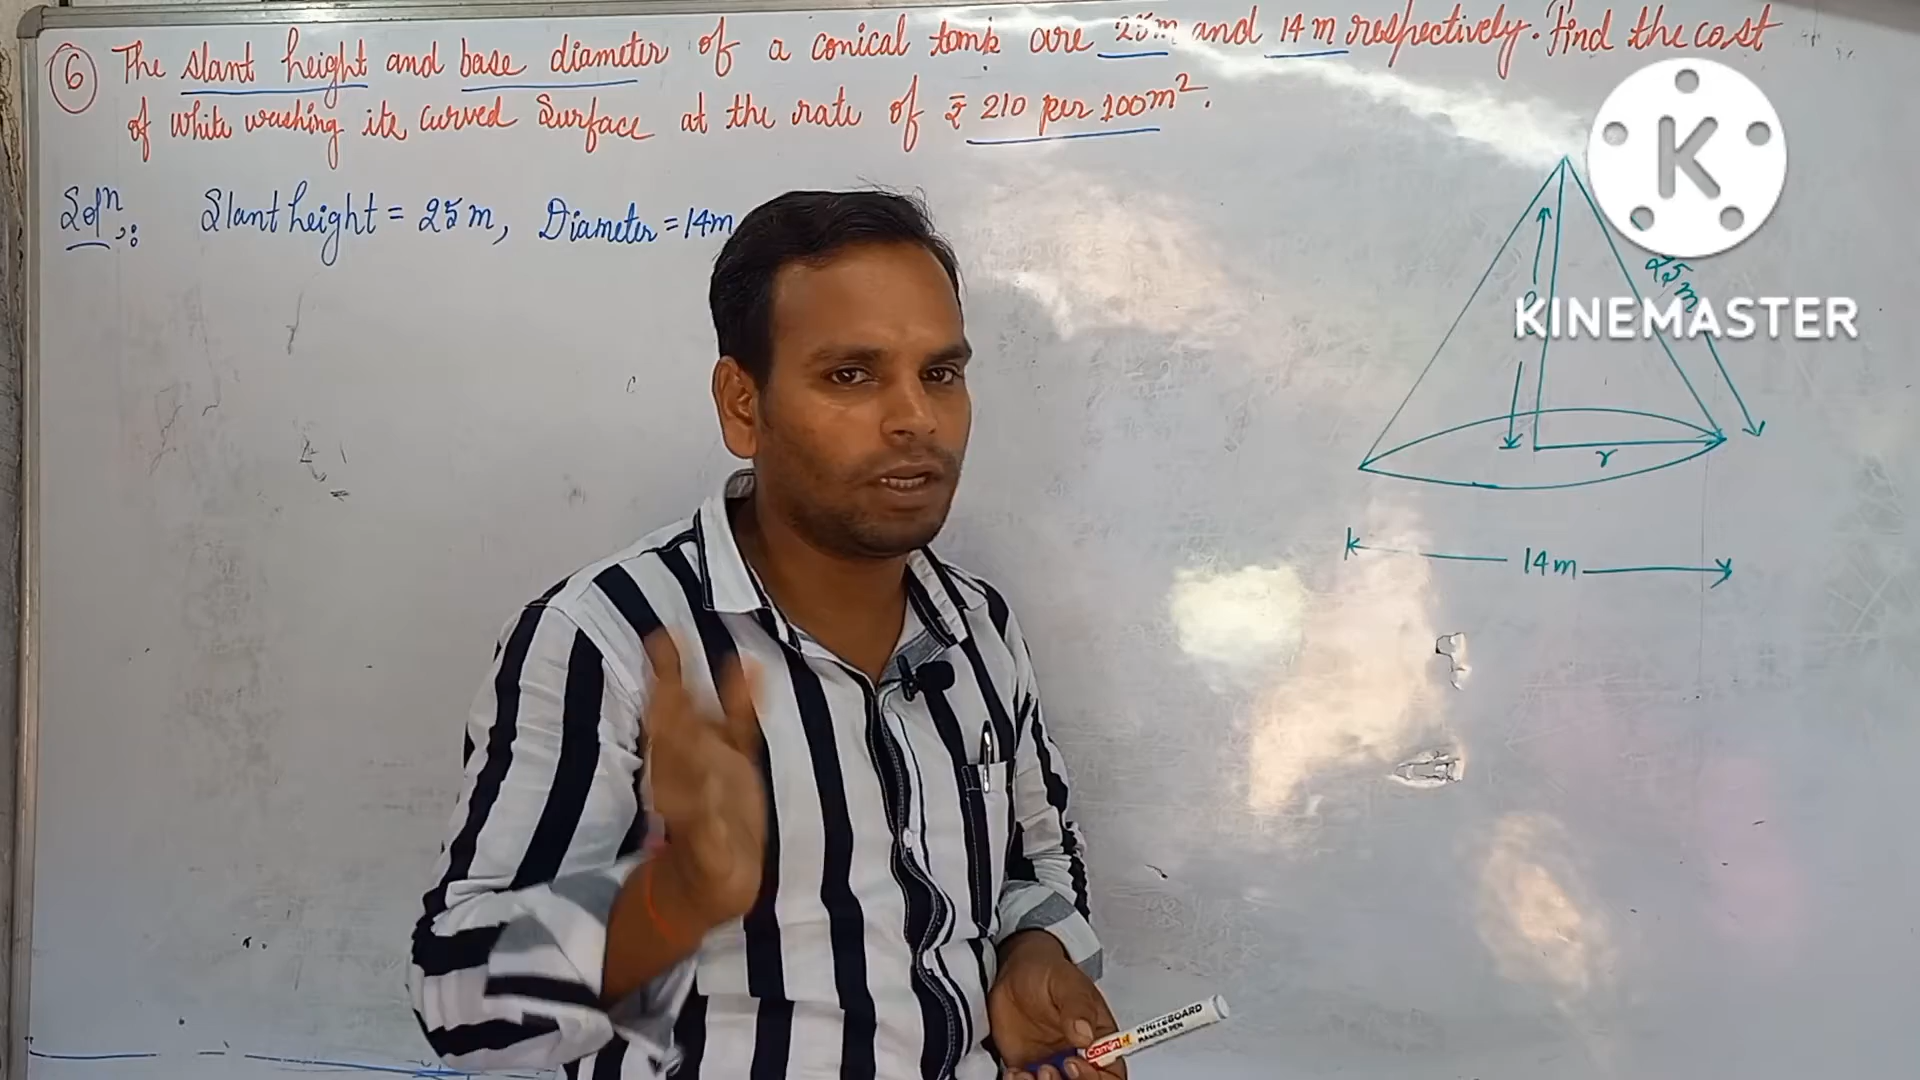 6 The slant height and base diameter of a conical tomb are 25m and 14m respectively. Find the cost
of white washing its curved Surface at the rate of ₹ 210 per 100m².
Solⁿ,: Slant height = 25m, Diameter = 14m
K
KINEMASTER
25m
r
14m
Camlin
WHITEBOARD
MARKER PEN